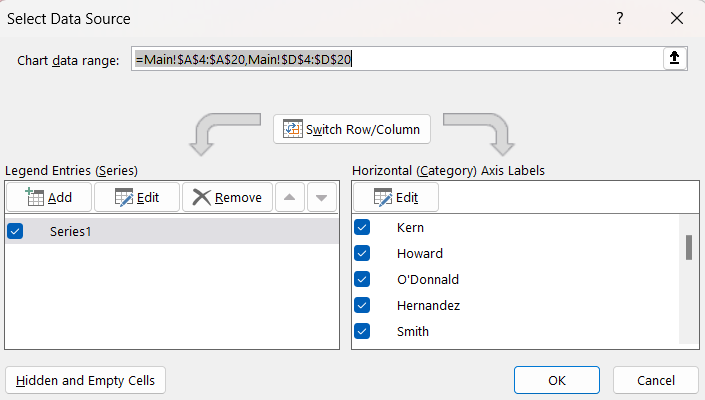 Select Data Source
Chart data range:
=Main!$A$4:$A$20,Main!$D$4:$D$20
Switch Row/Column
Legend Entries (Series)
Horizontal (Category) Axis Labels
Add Edit Remove
Edit
Series1
Kern
Howard
O'Donnald
Hernandez
Smith
Hidden and Empty Cells
OK
Cancel